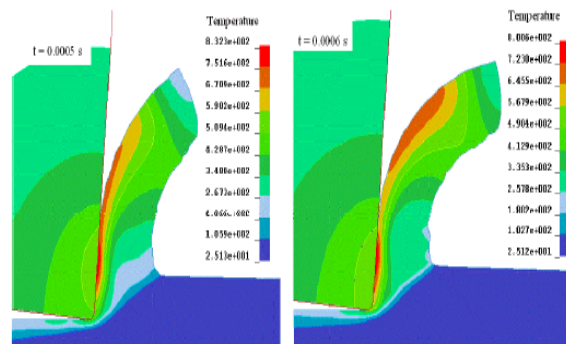 Temperature
t = 0.0005 s
8.323e+002
7.516e+002
6.709e+002
5.902e+002
5.094e+002
4.287e+002
3.480e+002
2.673e+002
1.059e+002
2.513e+001
Temperature
t = 0.0006 s
8.006e+002
7.230e+002
6.455e+002
5.679e+002
4.904e+002
4.129e+002
3.353e+002
2.578e+002
1.802e+002
1.027e+002
2.512e+001